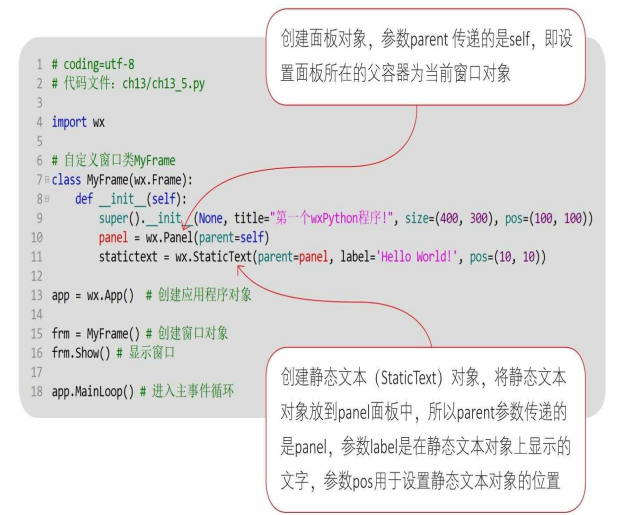 创建面板对象，参数parent 传递的是self，即设
置面板所在的父容器为当前窗口对象
1 # coding=utf-8
2 # 代码文件：ch13/ch13_5.py
3
4 import wx
5
6 # 自定义窗口类MyFrame
7 class MyFrame(wx.Frame):
8     def __init__(self):
9         super().__init__(None, title="第一个wxPython程序!", size=(400, 300), pos=(100, 100))
10         panel = wx.Panel(parent=self)
11         statictext = wx.StaticText(parent=panel, label='Hello World!', pos=(10, 10))
12
13 app = wx.App()  # 创建应用程序对象
14
15 frm = MyFrame() # 创建窗口对象
16 frm.Show() # 显示窗口
17
18 app.MainLoop() # 进入主事件循环
创建静态文本（StaticText）对象，将静态文本
对象放到panel面板中，所以parent参数传递的
是panel，参数label是在静态文本对象上显示的
文字，参数pos用于设置静态文本对象的位置